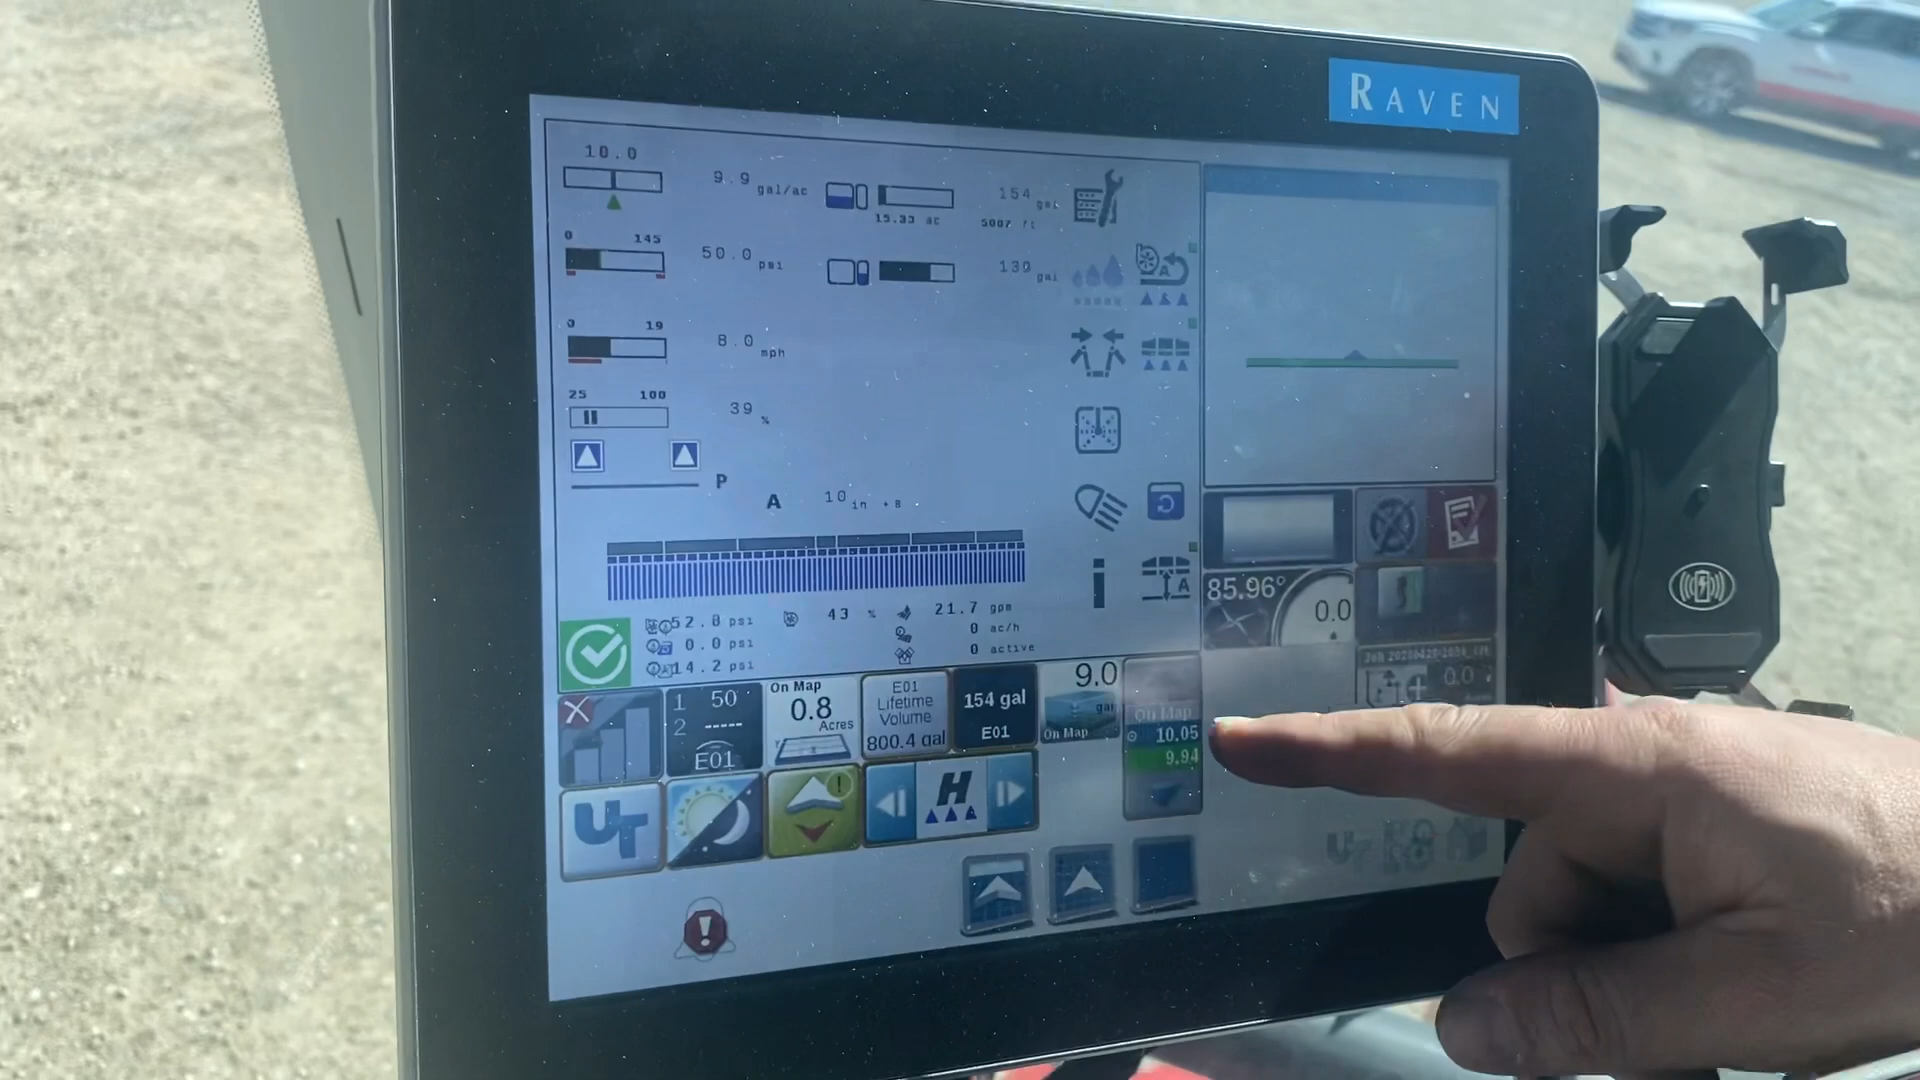 RAVEN
10.0
9.9 gal/ac
154 gal
15.33 ac
5007 ft
0 145
50.0 psi
130 gal
0 19
8.0 mph
25 100
39 %
P
A 10 in + 8
A
A
52.8 psi 43 % 21.7 gpm
0.0 psi 0 ac/h
14.2 psi 0 active
85.96°
0.0
0.0
1 50
2 -----
E01
On Map
0.8
Acres
E01
Lifetime
Volume
800.4 gal
154 gal
E01
9.0
gal
On Map
On Map
10.05
9.94
UT
H
UT